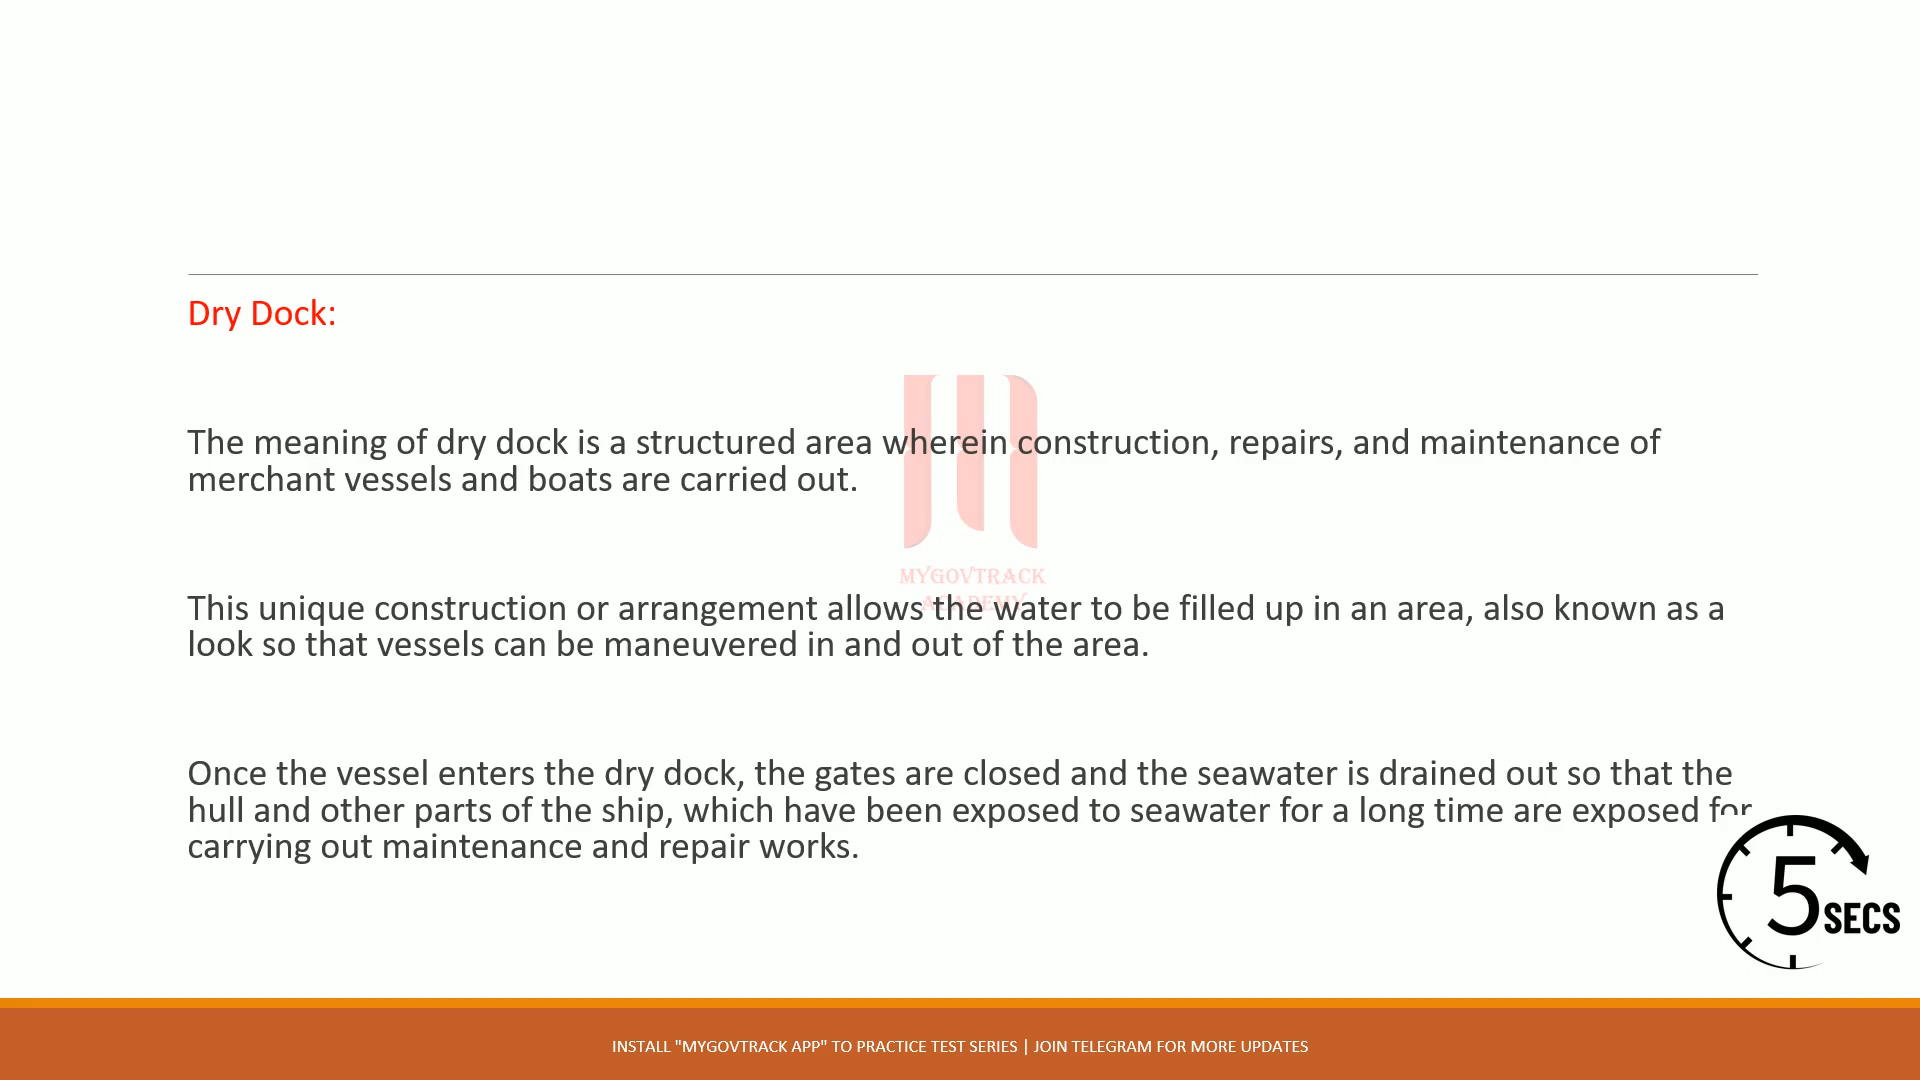 Dry Dock:
The meaning of dry dock is a structured area wherein construction, repairs, and maintenance of
merchant vessels and boats are carried out.
MYGOVTRACK
ACADEMY
This unique construction or arrangement allows the water to be filled up in an area, also known as a
look so that vessels can be maneuvered in and out of the area.
Once the vessel enters the dry dock, the gates are closed and the seawater is drained out so that the
hull and other parts of the ship, which have been exposed to seawater for a long time are exposed for
carrying out maintenance and repair works.
5 SECS
INSTALL "MYGOVTRACK APP" TO PRACTICE TEST SERIES | JOIN TELEGRAM FOR MORE UPDATES